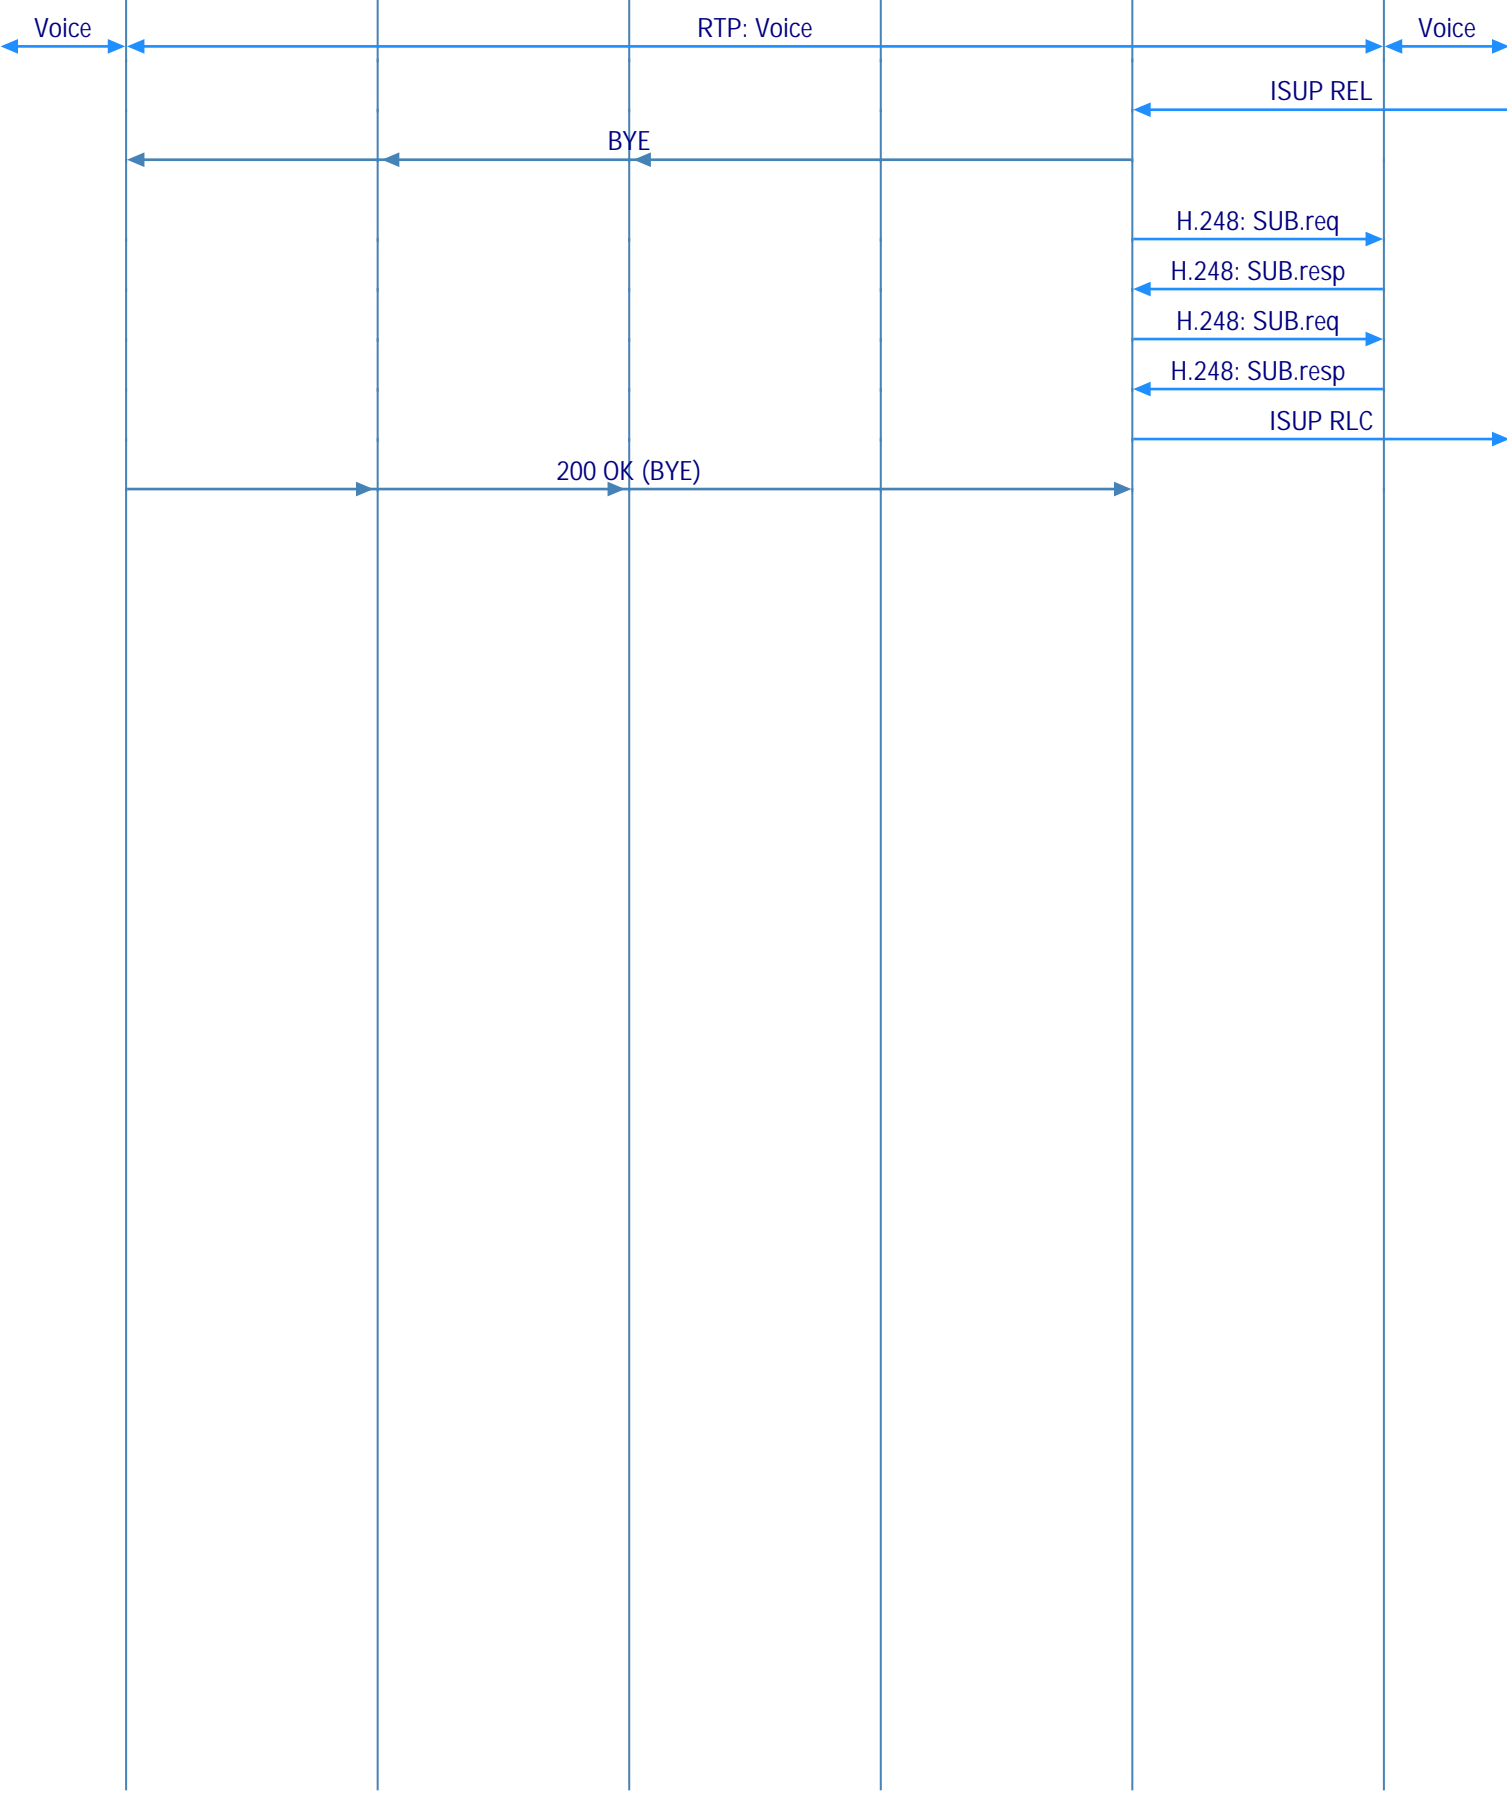 Voice
RTP: Voice
Voice
ISUP REL
BYE
H.248: SUB.req
H.248: SUB.resp
H.248: SUB.req
H.248: SUB.resp
ISUP RLC
200 OK (BYE)